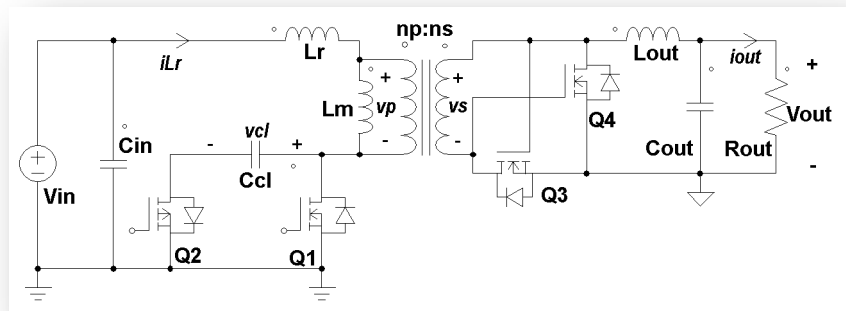 np:ns
iLr
Lr
Lout
iout
+
+
+
Lm
vp
vs
Vout
-
vcl
+
-
-
Q4
Cin
Ccl
Cout
Rout
-
+
-
Vin
Q3
Q2
Q1